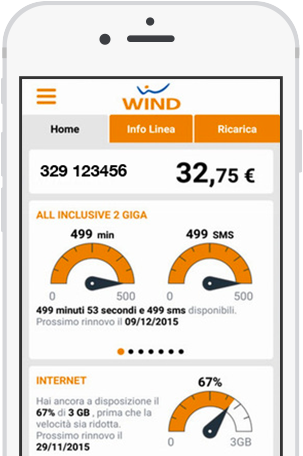 WIND
Home Info Linea Ricarica
329 123456 32,75 €
ALL INCLUSIVE 2 GIGA
499 min 499 SMS
0 500 0 500
499 minuti 53 secondi e 499 sms disponibili.
Prossimo rinnovo il 09/12/2015
INTERNET
67%
Hai ancora a disposizione il
67% di 3 GB , prima che la
velocità sia ridotta.
Prossimo rinnovo il
29/11/2015
0 3GB